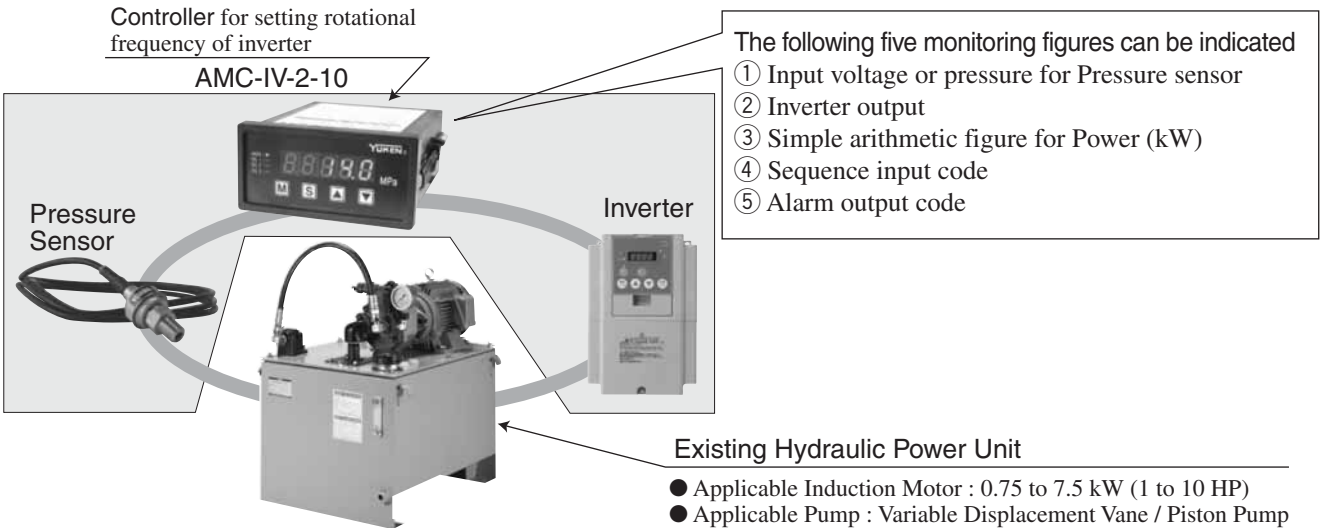 Controller for setting rotational
frequency of inverter
AMC-IV-2-10
The following five monitoring figures can be indicated
① Input voltage or pressure for Pressure sensor
② Inverter output
③ Simple arithmetic figure for Power (kW)
④ Sequence input code
⑤ Alarm output code
YUKEN
8.8.14.0
MPa
M S ▲ ▼
Pressure
Sensor
Inverter
Existing Hydraulic Power Unit
● Applicable Induction Motor : 0.75 to 7.5 kW (1 to 10 HP)
● Applicable Pump : Variable Displacement Vane / Piston Pump